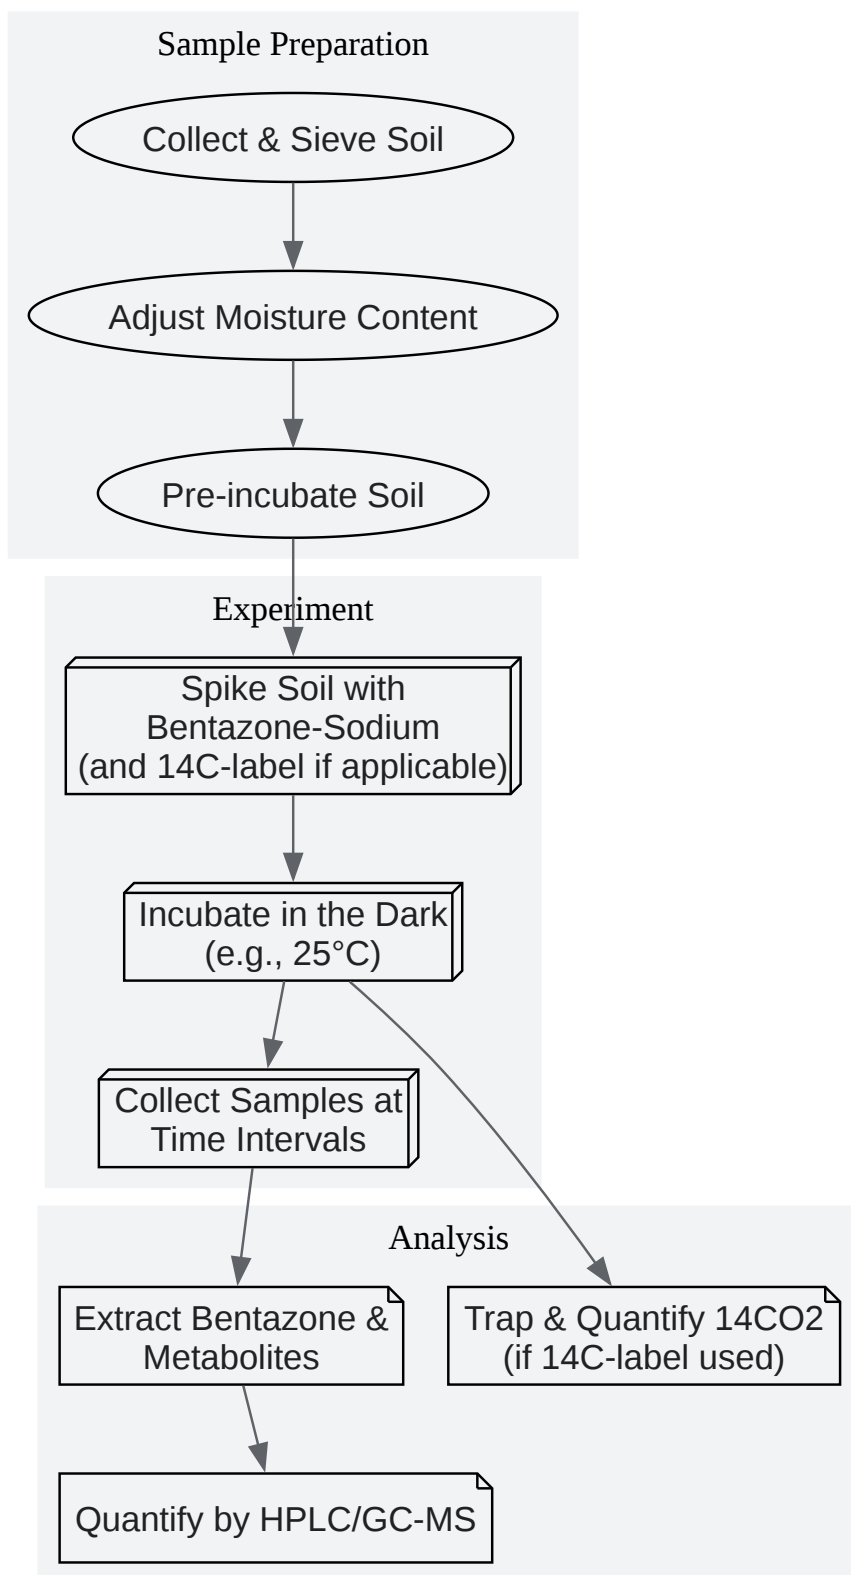 Sample Preparation
Collect & Sieve Soil
Adjust Moisture Content
Pre-incubate Soil
Experiment
Spike Soil with
Bentazone-Sodium
(and 14C-label if applicable)
Incubate in the Dark
(e.g., 25°C)
Collect Samples at
Time Intervals
Analysis
Extract Bentazone &
Metabolites
Trap & Quantify 14CO2
(if 14C-label used)
Quantify by HPLC/GC-MS